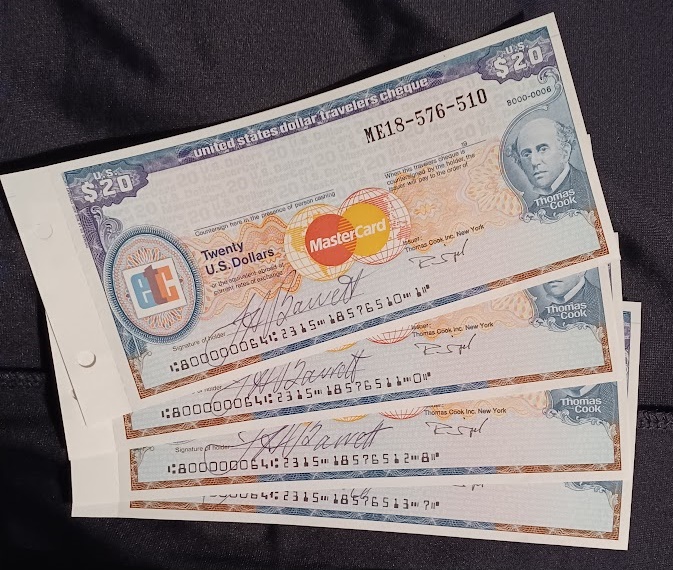 U.S.
$20
united states dollar travelers cheque
U.S.
$20
ME18-576-510
8000-0006
19
When this travelers cheque is
countersigned by the holder, the
issuer will pay to the order of
Countersign here in the presence of person cashing
Thomas
Cook
Twenty
U.S. Dollars
or the equivalent abroad at
current rates of exchange
MasterCard
Issuer:
Thomas Cook Inc. New York
etc
Signature of holder
⑆800000064⑆2315⑈18576510⑈1⑈
Thomas
Cook
Issuer:
Thomas Cook Inc. New York
of holder
⑆800000064⑆2315⑈18576511⑈0⑈
Thomas
Cook
Thomas Cook Inc. New York
Signature of holder
⑆800000064⑆2315⑈18576512⑈8⑈
00064⑆2315⑈18576513⑈7⑈